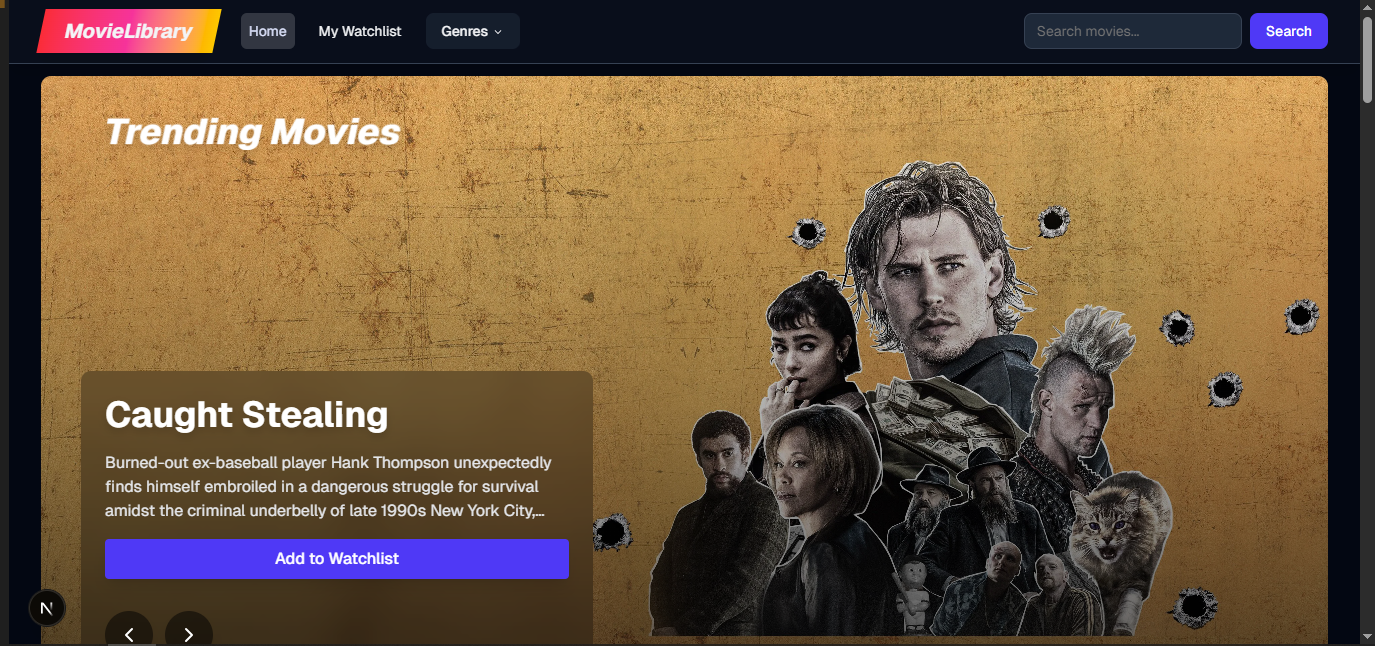 MovieLibrary
Home
My Watchlist
Genres
Search movies...
Search
Trending Movies
Caught Stealing
Burned-out ex-baseball player Hank Thompson unexpectedly
finds himself embroiled in a dangerous struggle for survival
amidst the criminal underbelly of late 1990s New York City,...
Add to Watchlist
N